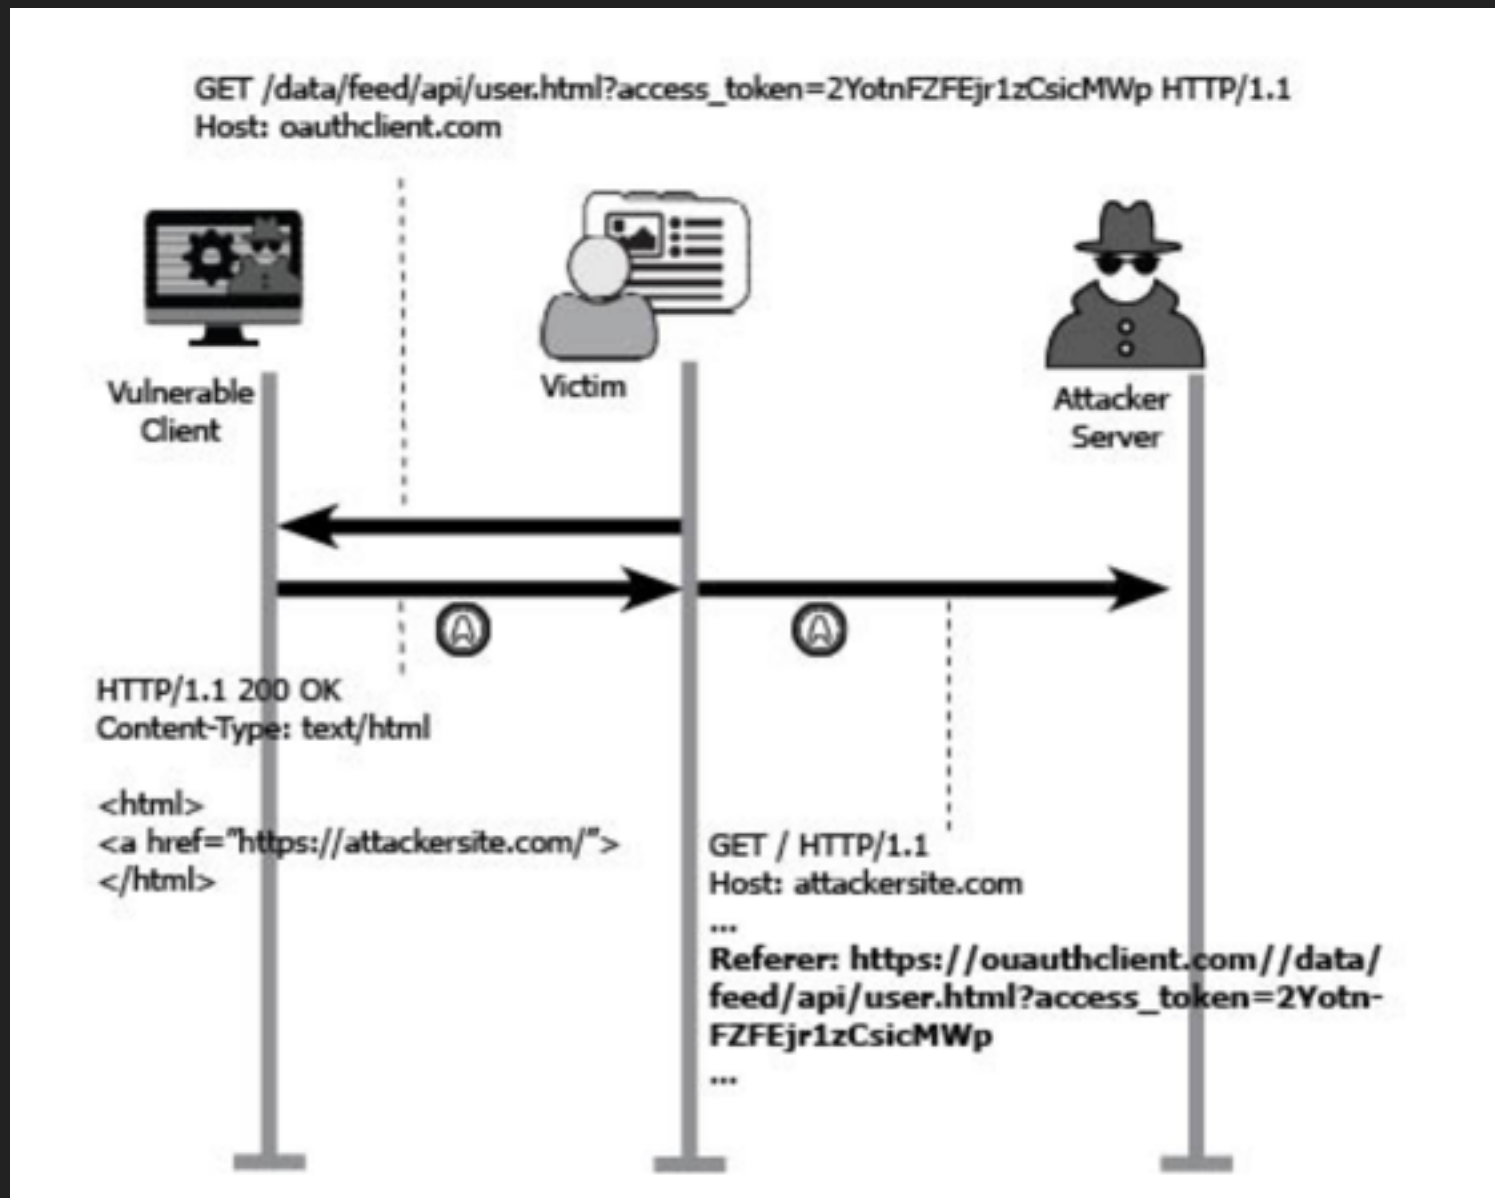 GET /data/feed/api/user.html?access_token=2YotnFZFEjr1zCsicMWp HTTP/1.1
Host: oauthclient.com
Vulnerable
Client
Victim
Attacker
Server
A
A
HTTP/1.1 200 OK
Content-Type: text/html
<html>
<a href="https://attackersite.com/">
</html>
GET / HTTP/1.1
Host: attackersite.com
...
Referer: https://ouauthclient.com//data/
feed/api/user.html?access_token=2Yotn-
FZFEjr1zCsicMWp
...